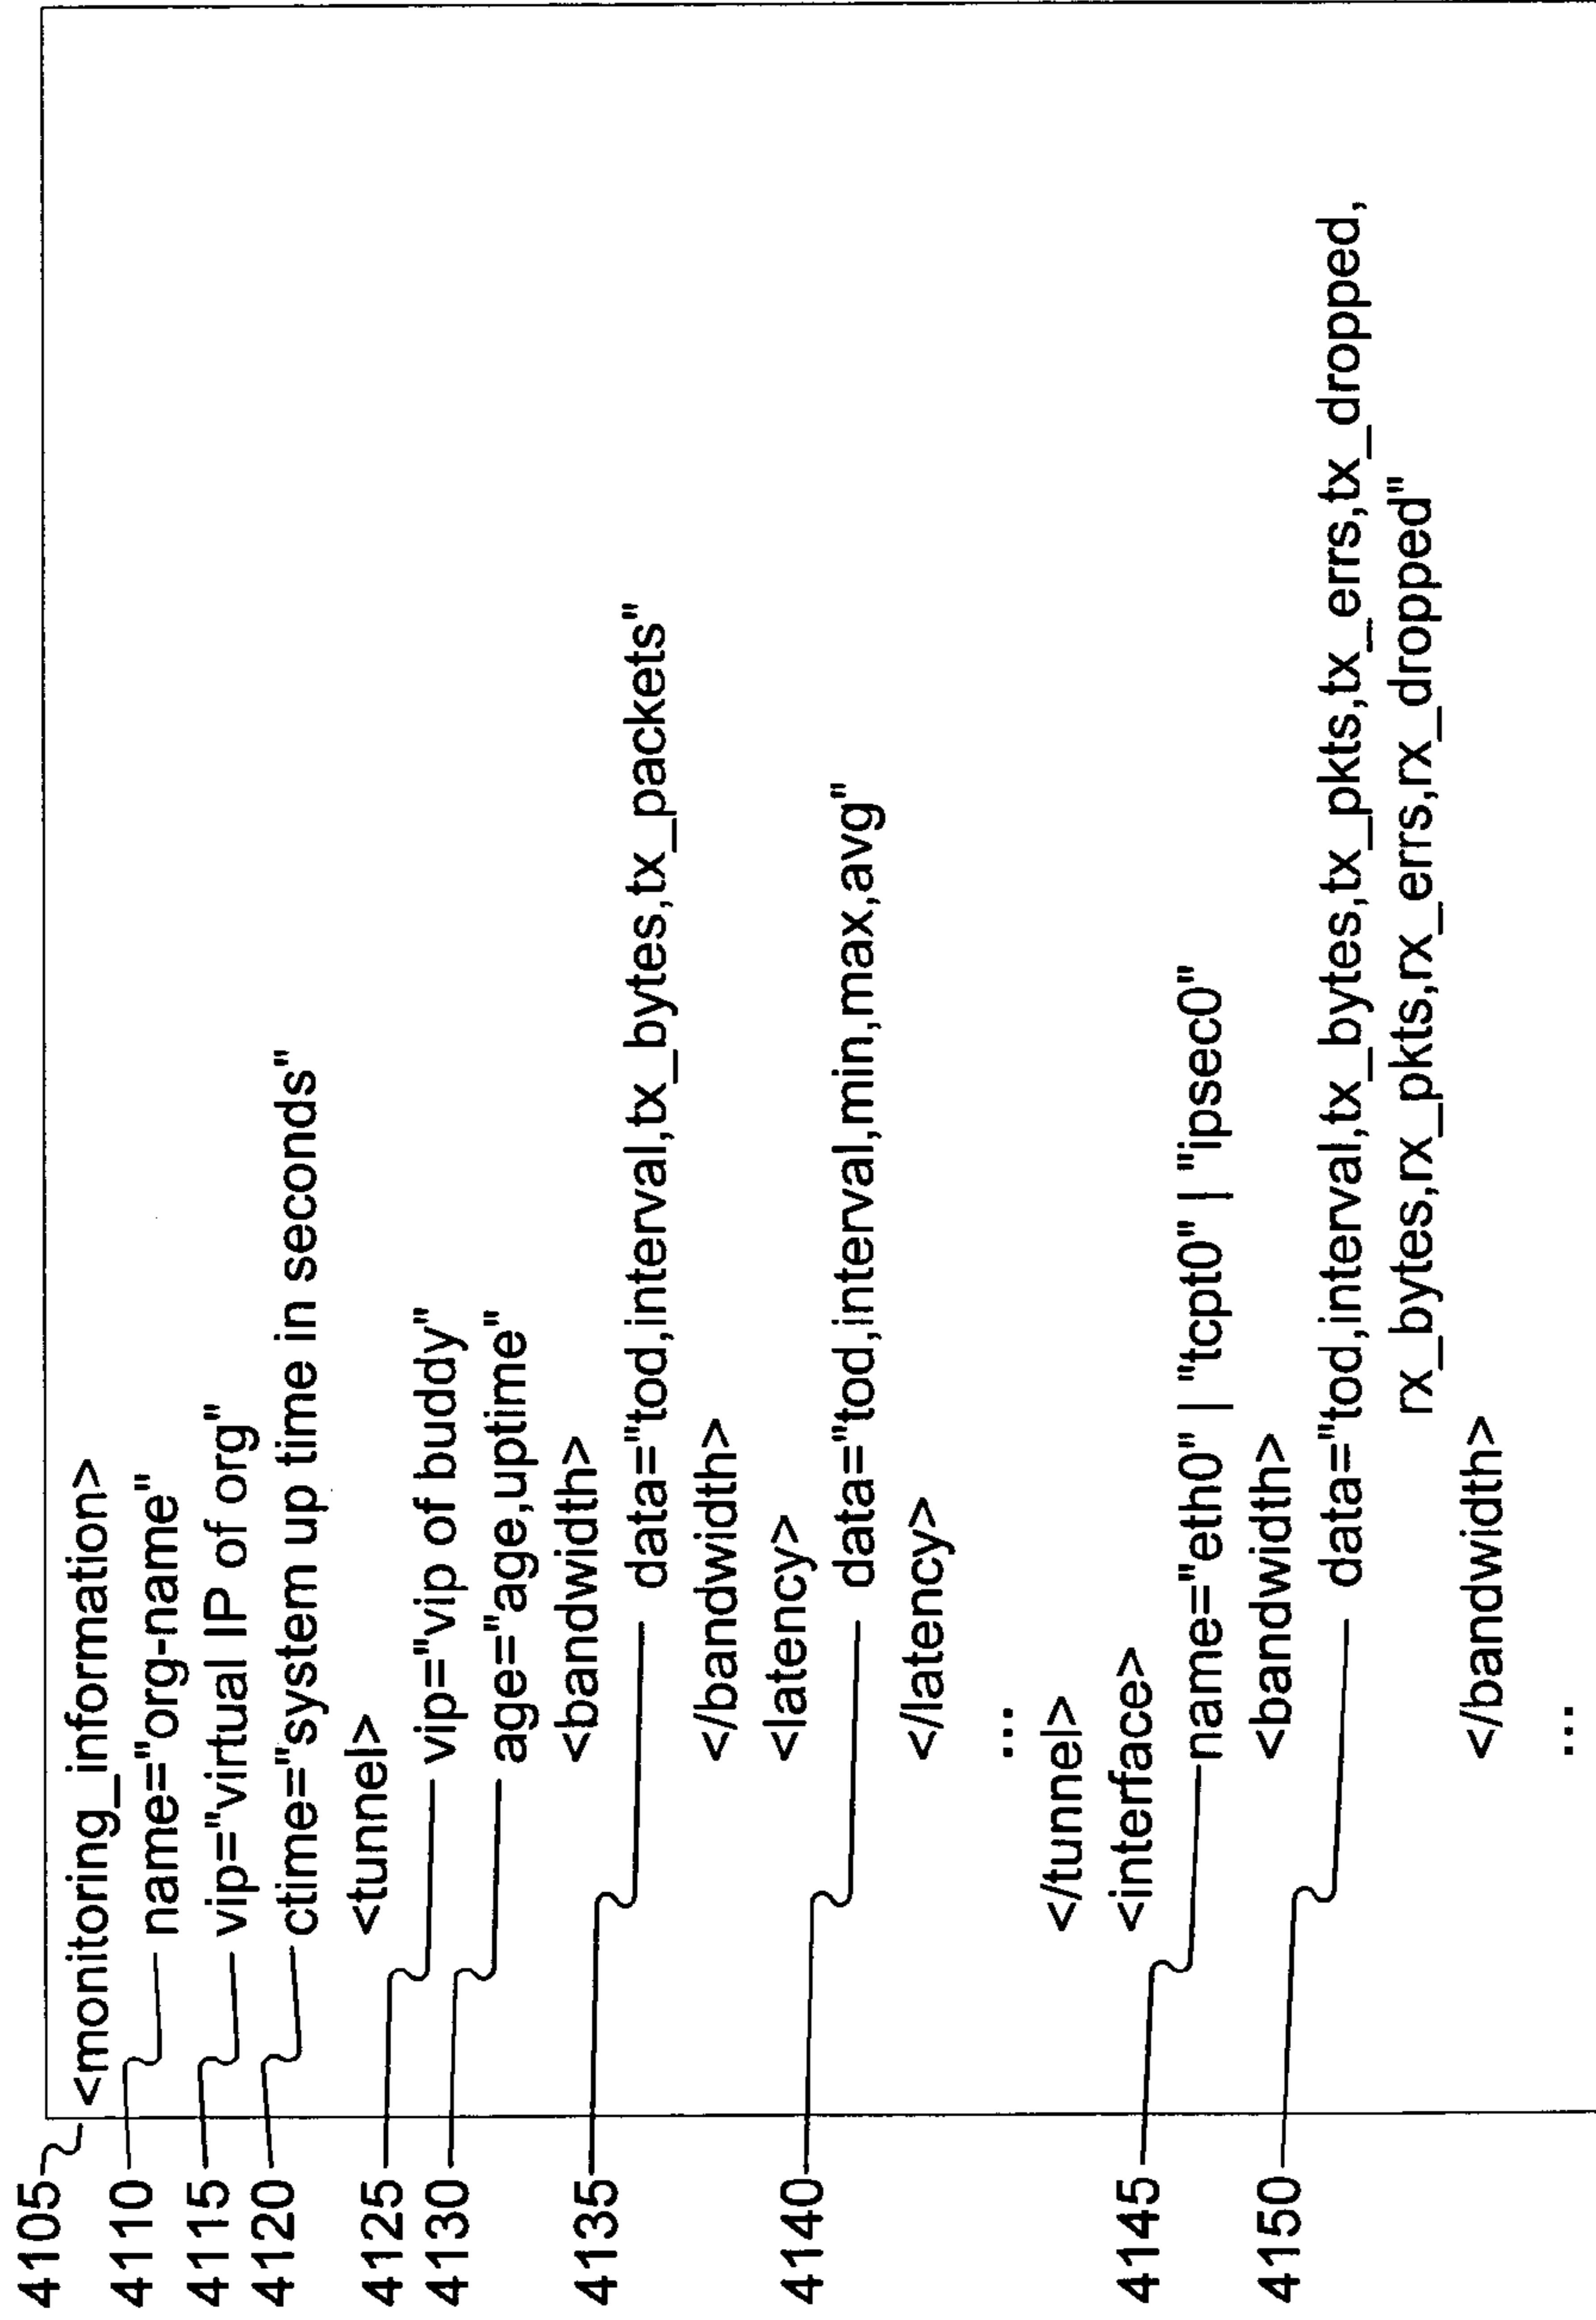 4105 <monitoring_information>
4110 name="org-name"
4115 vip="virtual IP of org"
4120 ctime="system up time in seconds"
<tunnel>
4125 vip="vip of buddy"
4130 age="age,uptime"
<bandwidth>
4135 data="tod,interval,tx_bytes,tx_packets"
</bandwidth>
<latency>
4140 data="tod,interval,min,max,avg"
</latency>
...
</tunnel>
<interface>
4145 name="eth0" | "tcpt0" | "ipsec0"
<bandwidth>
4150 data="tod,interval,tx_bytes,tx_pkts,tx_errs,tx_dropped,
rx_bytes,rx_pkts,rx_errs,rx_dropped"
</bandwidth>
...